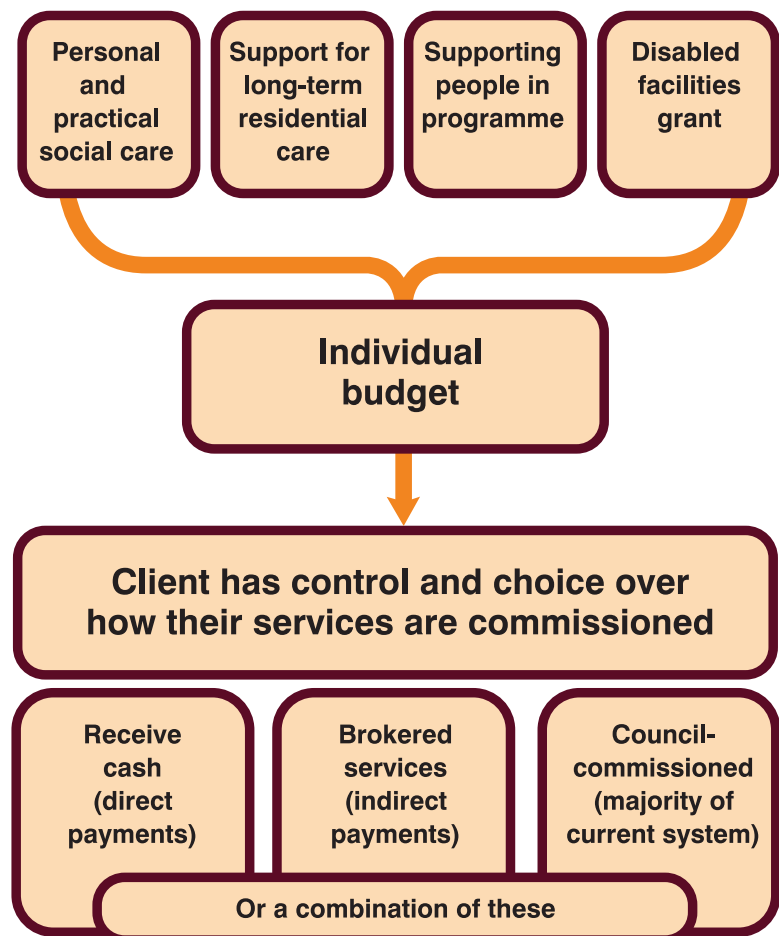 Personal
and
practical
social care
Support for
long-term
residential
care
Supporting
people in
programme
Disabled
facilities
grant
Individual
budget
Client has control and choice over
how their services are commissioned
Receive
cash
(direct
payments)
Brokered
services
(indirect
payments)
Council-
commissioned
(majority of
current system)
Or a combination of these